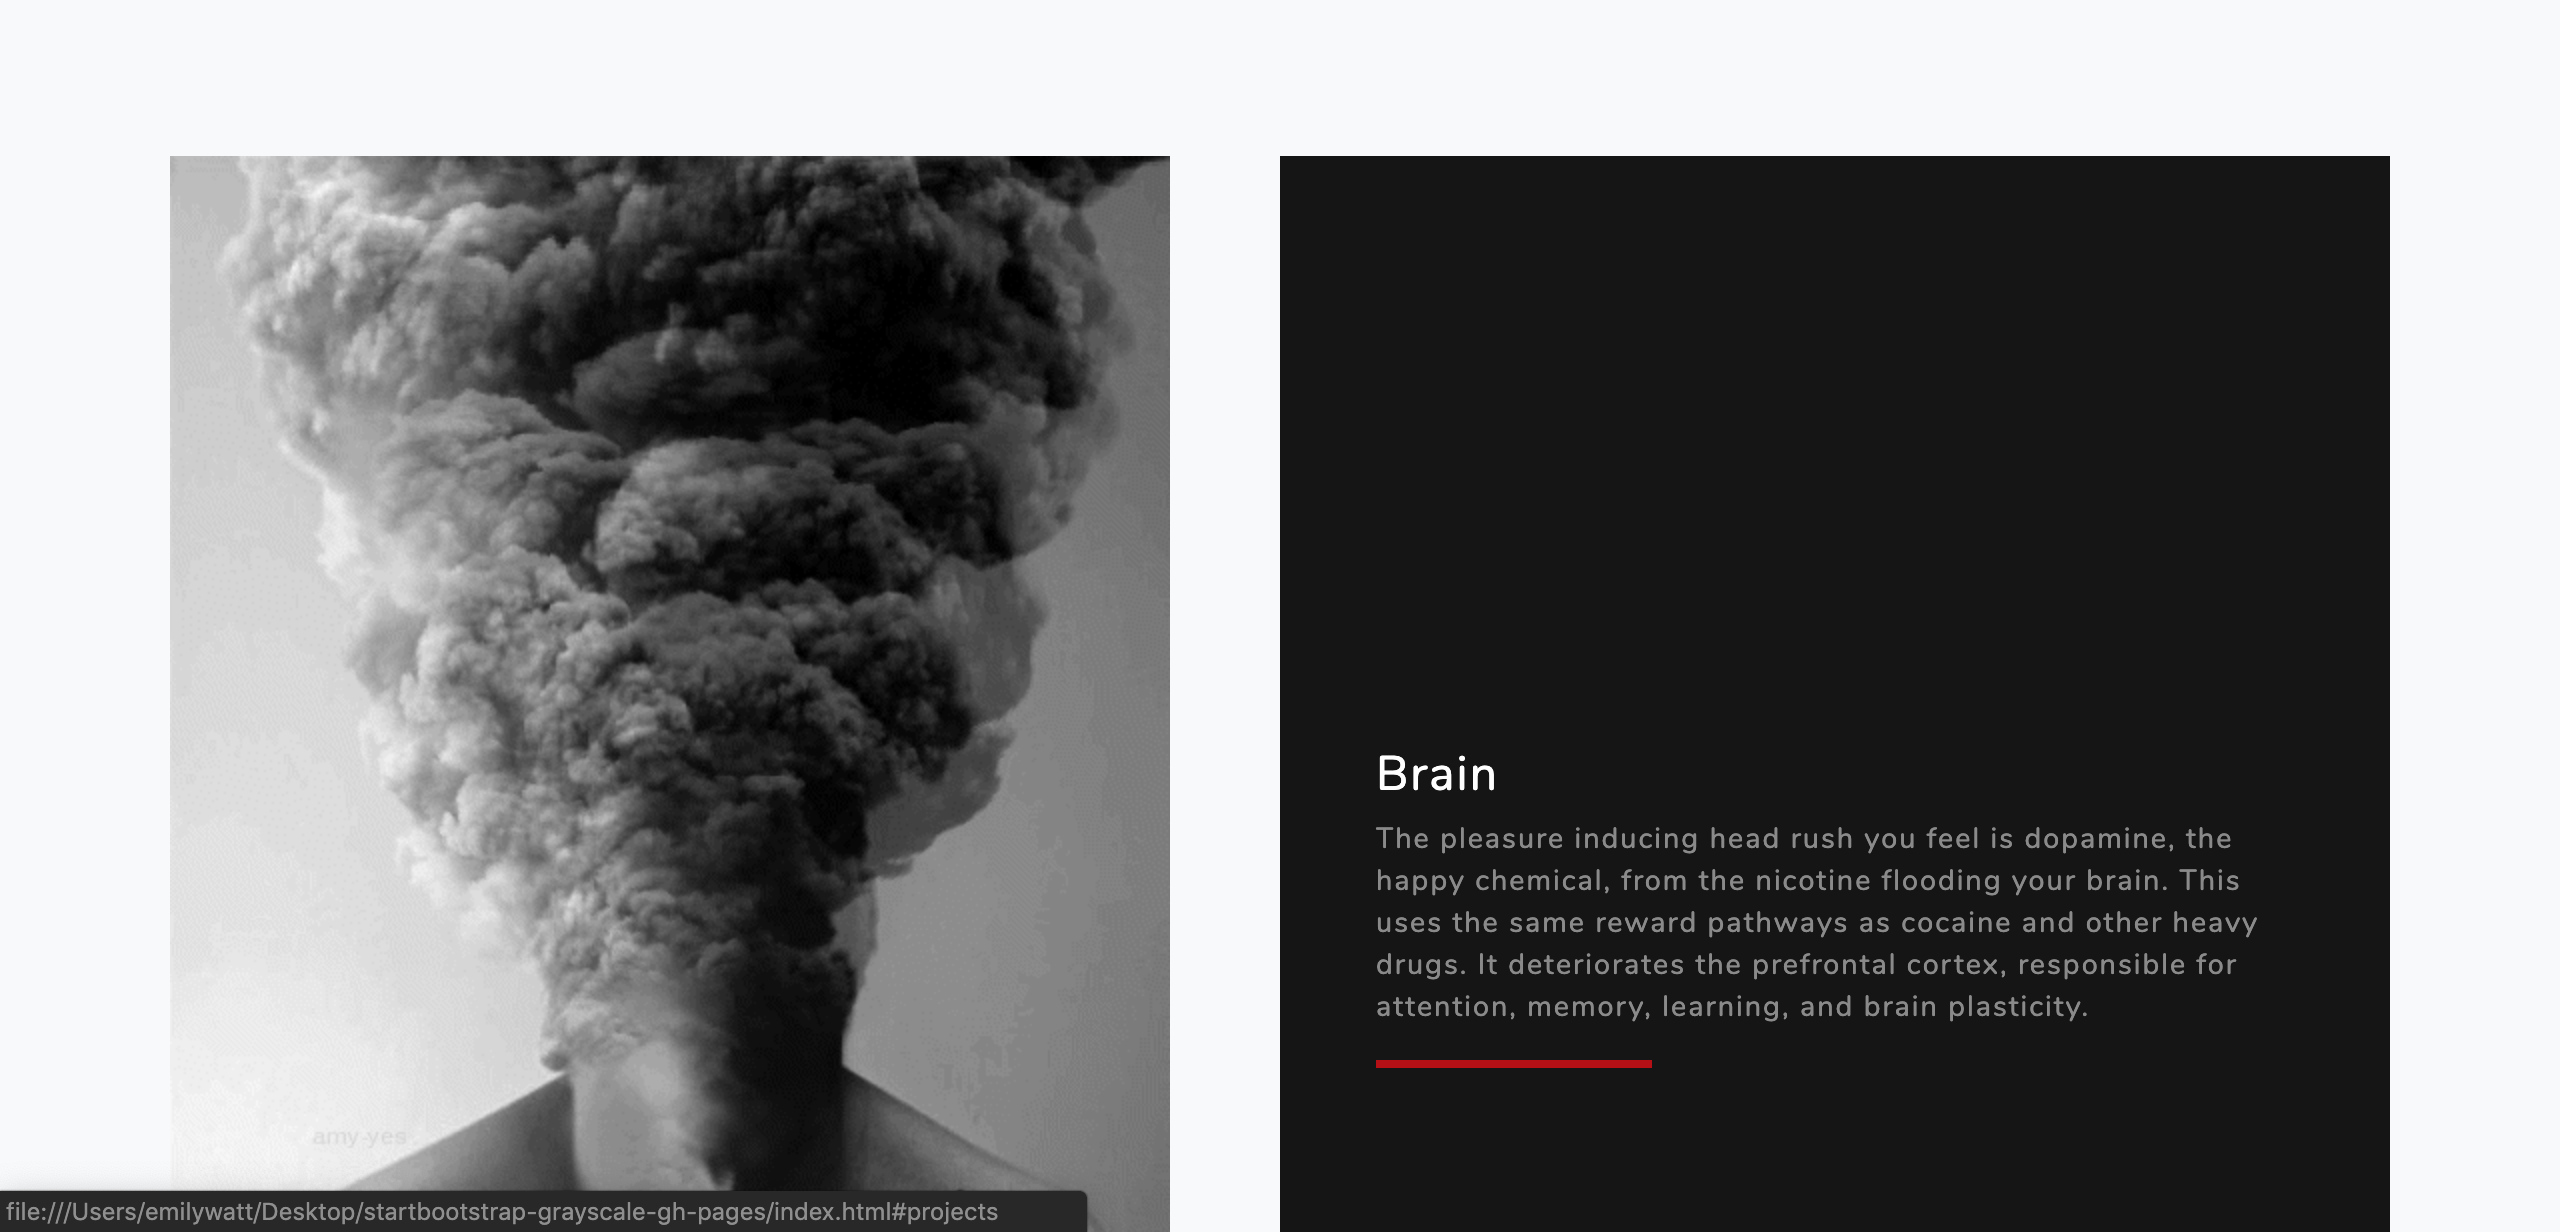 Brain
The pleasure inducing head rush you feel is dopamine, the
happy chemical, from the nicotine flooding your brain. This
uses the same reward pathways as cocaine and other heavy
drugs. It deteriorates the prefrontal cortex, responsible for
attention, memory, learning, and brain plasticity.
amy-yes
file:///Users/emilywatt/Desktop/startbootstrap-grayscale-gh-pages/index.html#projects